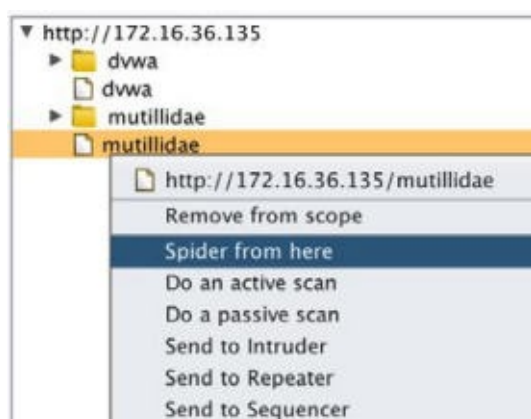 http://172.16.36.135
dvwa
dvwa
mutillidae
mutillidae
http://172.16.36.135/mutillidae
Remove from scope
Spider from here
Do an active scan
Do a passive scan
Send to Intruder
Send to Repeater
Send to Sequencer